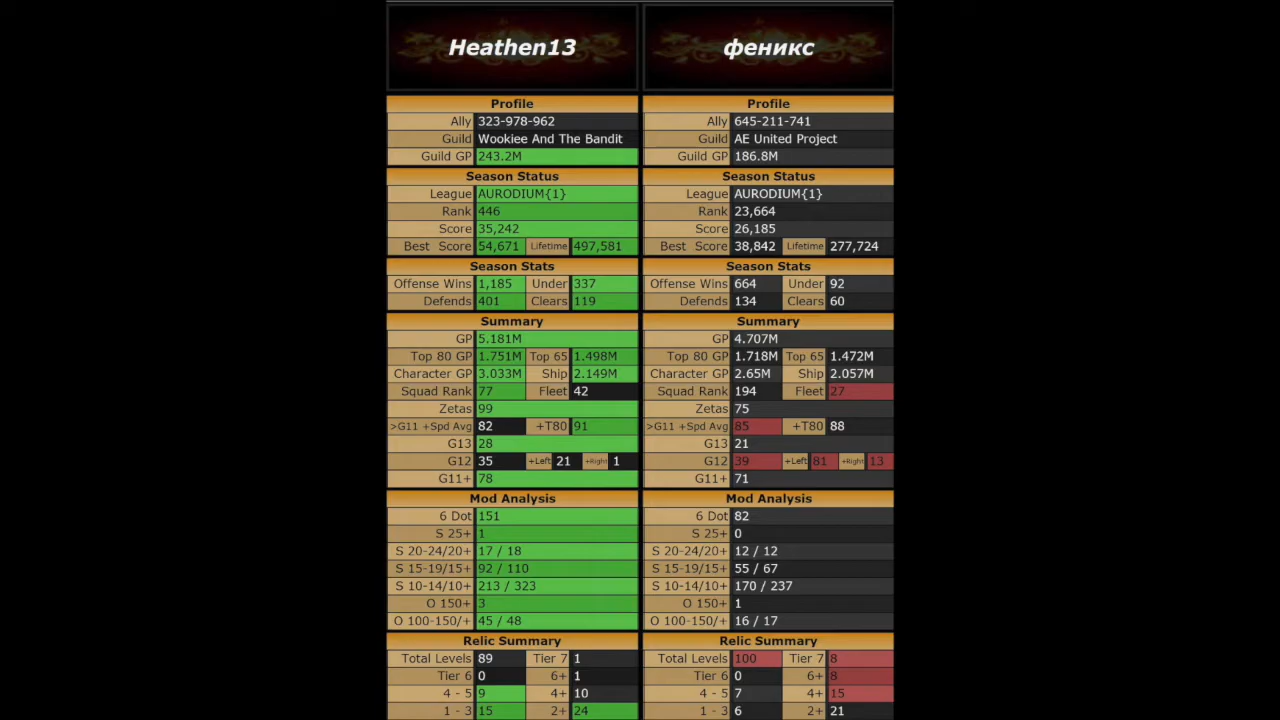 Heathen13
феникс
Profile
Profile
Ally 323-978-962
Ally 645-211-741
Guild Wookiee And The Bandit
Guild AE United Project
Guild GP 243.2M
Guild GP 186.8M
Season Status
Season Status
League AURODIUM{1}
League AURODIUM{1}
Rank 446
Rank 23,664
Score 35,242
Score 26,185
Best Score 54,671 Lifetime 497,581
Best Score 38,842 Lifetime 277,724
Season Stats
Season Stats
Offense Wins 1,185 Under 337
Offense Wins 664 Under 92
Defends 401 Clears 119
Defends 134 Clears 60
Summary
Summary
GP 5.181M
GP 4.707M
Top 80 GP 1.751M Top 65 1.498M
Top 80 GP 1.718M Top 65 1.472M
Character GP 3.033M Ship 2.149M
Character GP 2.65M Ship 2.057M
Squad Rank 77 Fleet 42
Squad Rank 194 Fleet 27
Zetas 99
Zetas 75
>G11 +Spd Avg 82 +T80 91
>G11 +Spd Avg 85 +T80 88
G13 28
G13 21
G12 35 +Left 21 +Right 1
G12 39 +Left 81 +Right 13
G11+ 78
G11+ 71
Mod Analysis
Mod Analysis
6 Dot 151
6 Dot 82
S 25+ 1
S 25+ 0
S 20-24/20+ 17 / 18
S 20-24/20+ 12 / 12
S 15-19/15+ 92 / 110
S 15-19/15+ 55 / 67
S 10-14/10+ 213 / 323
S 10-14/10+ 170 / 237
O 150+ 3
O 150+ 1
O 100-150/+ 45 / 48
O 100-150/+ 16 / 17
Relic Summary
Relic Summary
Total Levels 89 Tier 7 1
Total Levels 100 Tier 7 8
Tier 6 0 6+ 1
Tier 6 0 6+ 8
4 - 5 9 4+ 10
4 - 5 7 4+ 15
1 - 3 15 2+ 24
1 - 3 6 2+ 21